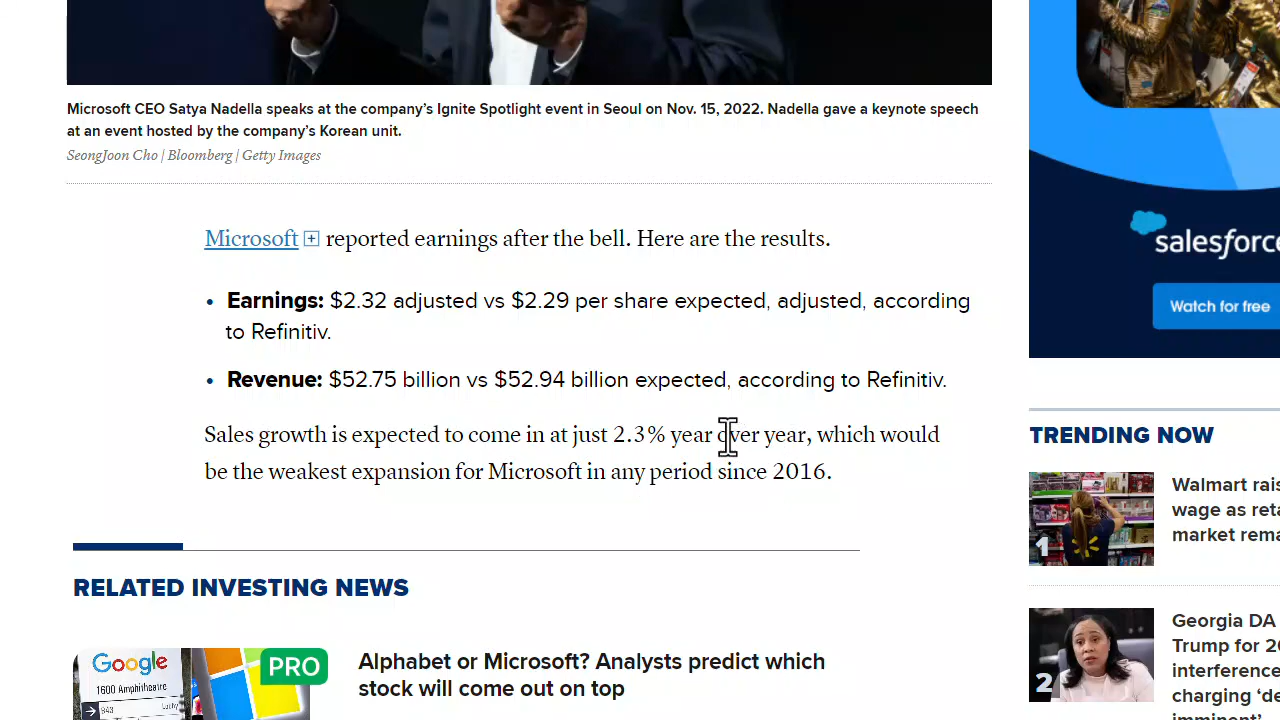 Microsoft CEO Satya Nadella speaks at the company's Ignite Spotlight event in Seoul on Nov. 15, 2022. Nadella gave a keynote speech
at an event hosted by the company's Korean unit.
SeongJoon Cho | Bloomberg | Getty Images
Microsoft + reported earnings after the bell. Here are the results.
• Earnings: $2.32 adjusted vs $2.29 per share expected, adjusted, according
to Refinitiv.
• Revenue: $52.75 billion vs $52.94 billion expected, according to Refinitiv.
Sales growth is expected to come in at just 2.3% year over year, which would
be the weakest expansion for Microsoft in any period since 2016.
RELATED INVESTING NEWS
Google
1600 Amphitheatre
PRO
Alphabet or Microsoft? Analysts predict which
stock will come out on top
salesforce
Watch for free
TRENDING NOW
1
Walmart rais
wage as reta
market rema
2
Georgia DA
Trump for 20
interference
charging 'de